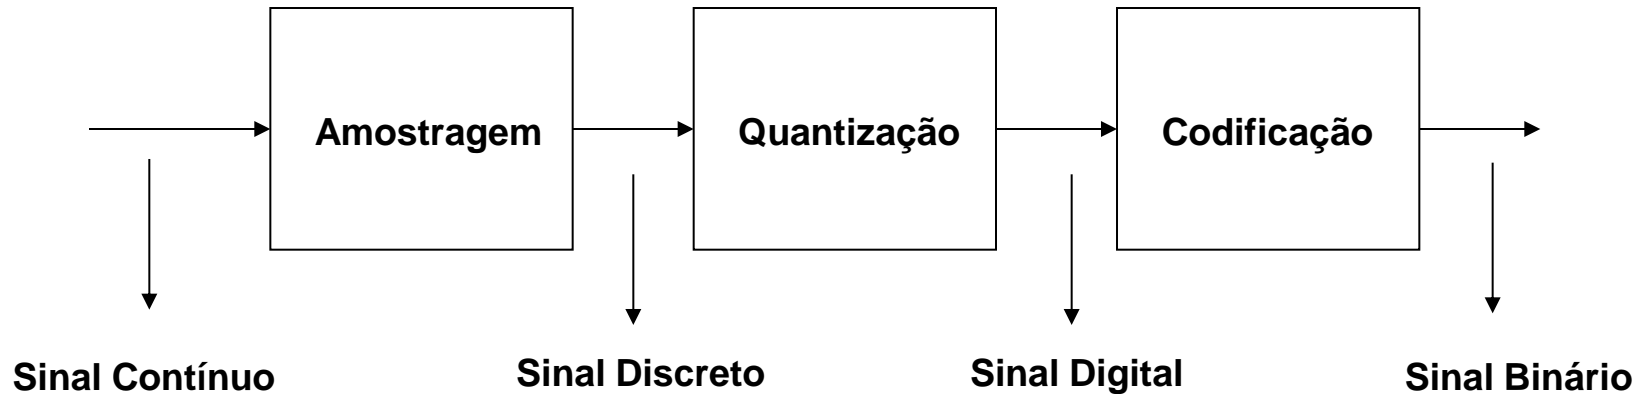 Amostragem
Quantização
Codificação
Sinal Contínuo
Sinal Discreto
Sinal Digital
Sinal Binário